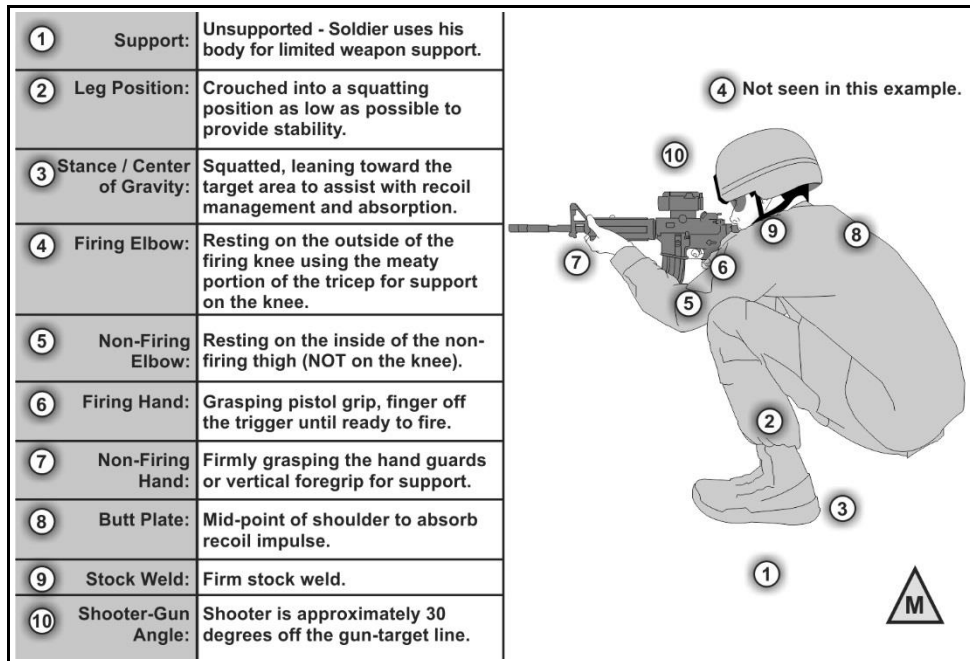 1 Support: Unsupported - Soldier uses his
body for limited weapon support.
2 Leg Position: Crouched into a squatting
position as low as possible to
provide stability.
3 Stance / Center
of Gravity: Squatted, leaning toward the
target area to assist with recoil
management and absorption.
4 Firing Elbow: Resting on the outside of the
firing knee using the meaty
portion of the tricep for support
on the knee.
5 Non-Firing
Elbow: Resting on the inside of the non-
firing thigh (NOT on the knee).
6 Firing Hand: Grasping pistol grip, finger off
the trigger until ready to fire.
7 Non-Firing
Hand: Firmly grasping the hand guards
or vertical foregrip for support.
8 Butt Plate: Mid-point of shoulder to absorb
recoil impulse.
9 Stock Weld: Firm stock weld.
10 Shooter-Gun
Angle: Shooter is approximately 30
degrees off the gun-target line.
4 Not seen in this example.
10
9
8
7
6
5
2
3
1
M